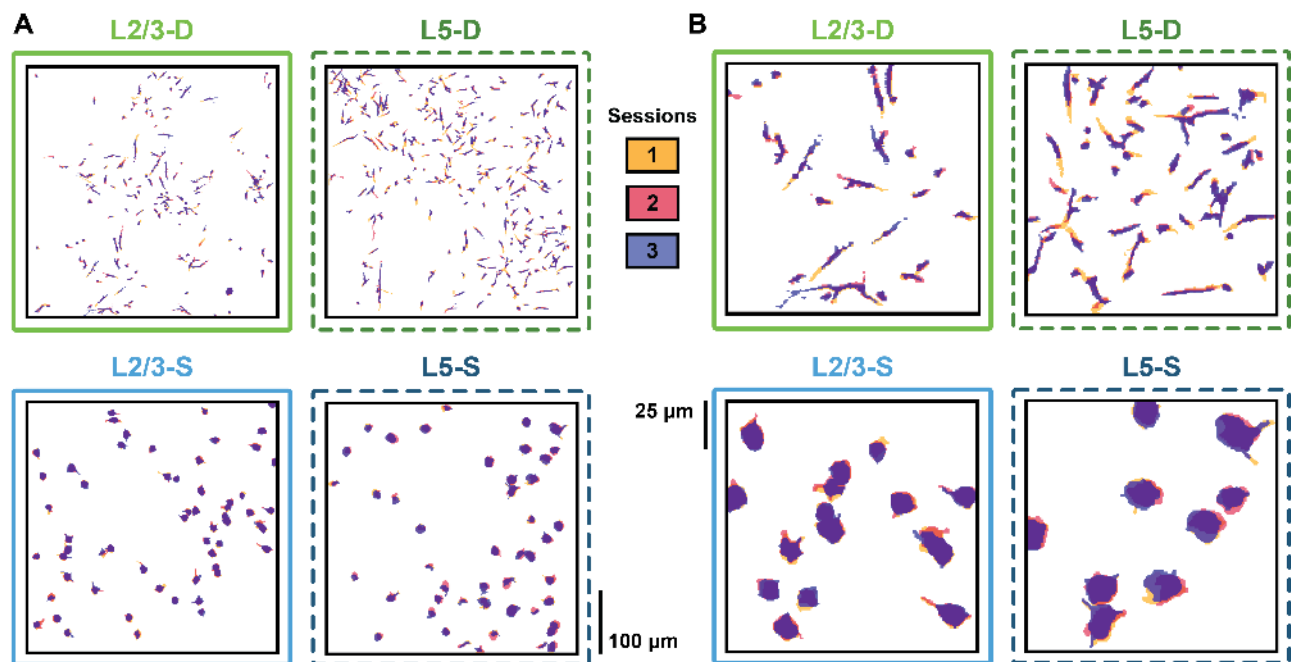 A
L2/3-D
L5-D
B
L2/3-D
L5-D
Sessions
1
2
3
L2/3-S
L5-S
L2/3-S
L5-S
25 µm
100 µm